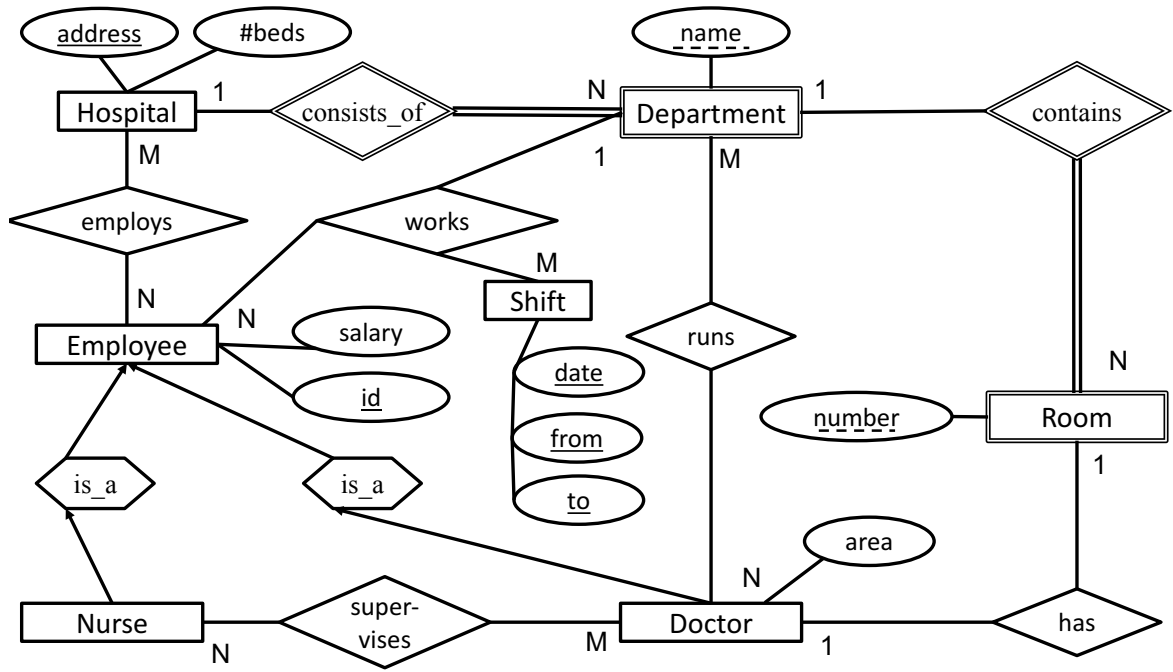 address
#beds
name
Hospital
1
consists_of
N
Department
1
contains
M
1
M
employs
works
M
N
N
Shift
Employee
salary
runs
id
date
N
number
Room
from
1
is_a
is_a
to
area
N
Nurse
N
super-
vises
M
Doctor
1
has